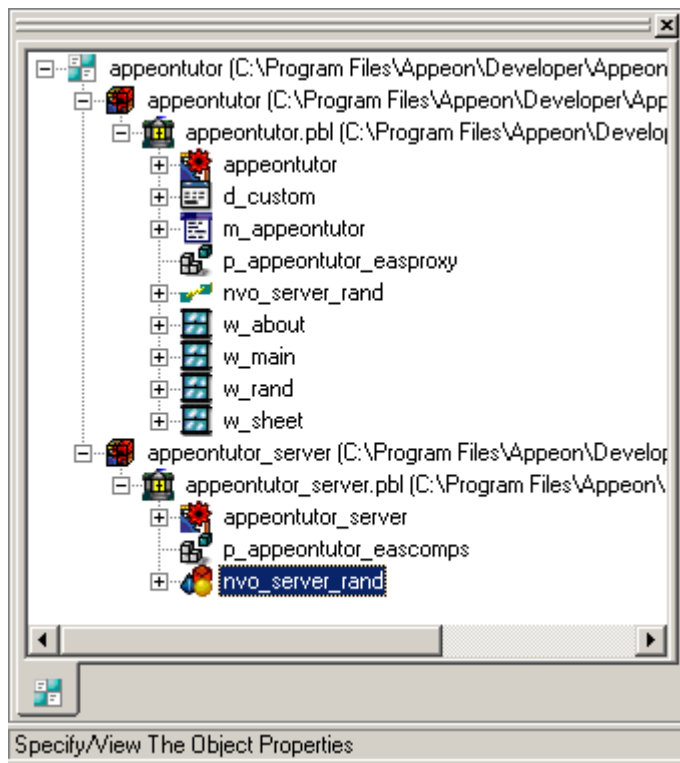 appeontutor (C:\Program Files\Appeon\Developer\Appeon
appeontutor (C:\Program Files\Appeon\Developer\App
appeontutor.pbl (C:\Program Files\Appeon\Develop
appeontutor
d_custom
m_appeontutor
p_appeontutor_easproxy
nvo_server_rand
w_about
w_main
w_rand
w_sheet
appeontutor_server (C:\Program Files\Appeon\Develop
appeontutor_server.pbl (C:\Program Files\Appeon\
appeontutor_server
p_appeontutor_eascomps
nvo_server_rand
Specify/View The Object Properties